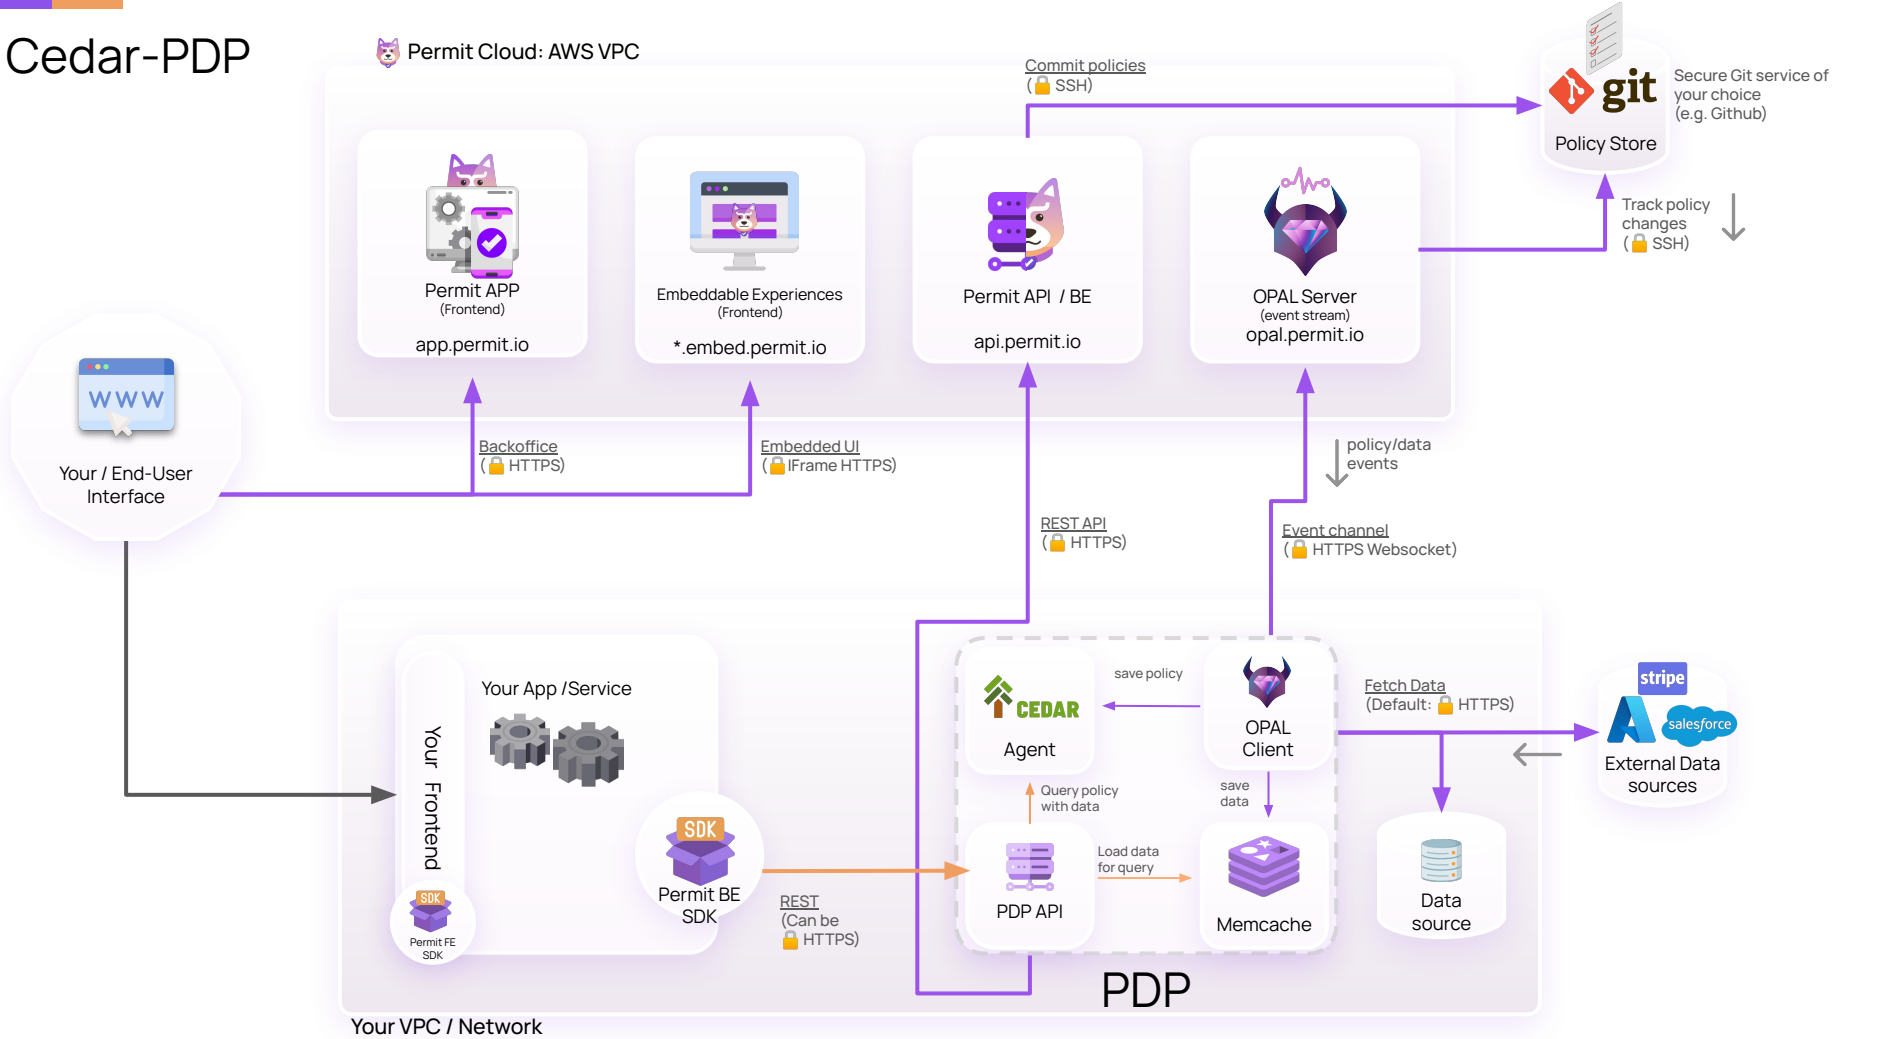 Cedar-PDP
Permit Cloud: AWS VPC
Commit policies
(🔒 SSH)
git
Policy Store
Secure Git service of
your choice
(e.g. Github)
Permit APP
(Frontend)
app.permit.io
Embeddable Experiences
(Frontend)
*.embed.permit.io
Permit API / BE
api.permit.io
OPAL Server
(event stream)
opal.permit.io
Track policy
changes
(🔒 SSH)
WWW
Your / End-User
Interface
Backoffice
(🔒 HTTPS)
Embedded UI
(🔒 IFrame HTTPS)
policy/data
events
REST API
(🔒 HTTPS)
Event channel
(🔒 HTTPS Websocket)
Your App /Service
Your Frontend
SDK
Permit FE
SDK
SDK
Permit BE
SDK
REST
(Can be
🔒 HTTPS)
CEDAR
Agent
save policy
OPAL
Client
Query policy
with data
save
data
PDP API
Load data
for query
Memcache
PDP
Fetch Data
(Default: 🔒 HTTPS)
Data
source
stripe
salesforce
External Data
sources
Your VPC / Network